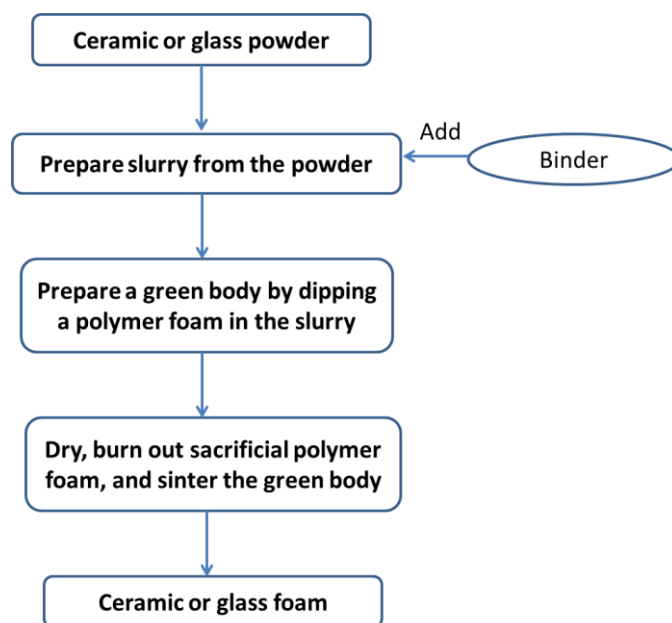 Ceramic or glass powder
Add
Prepare slurry from the powder
Binder
Prepare a green body by dipping
a polymer foam in the slurry
Dry, burn out sacrificial polymer
foam, and sinter the green body
Ceramic or glass foam